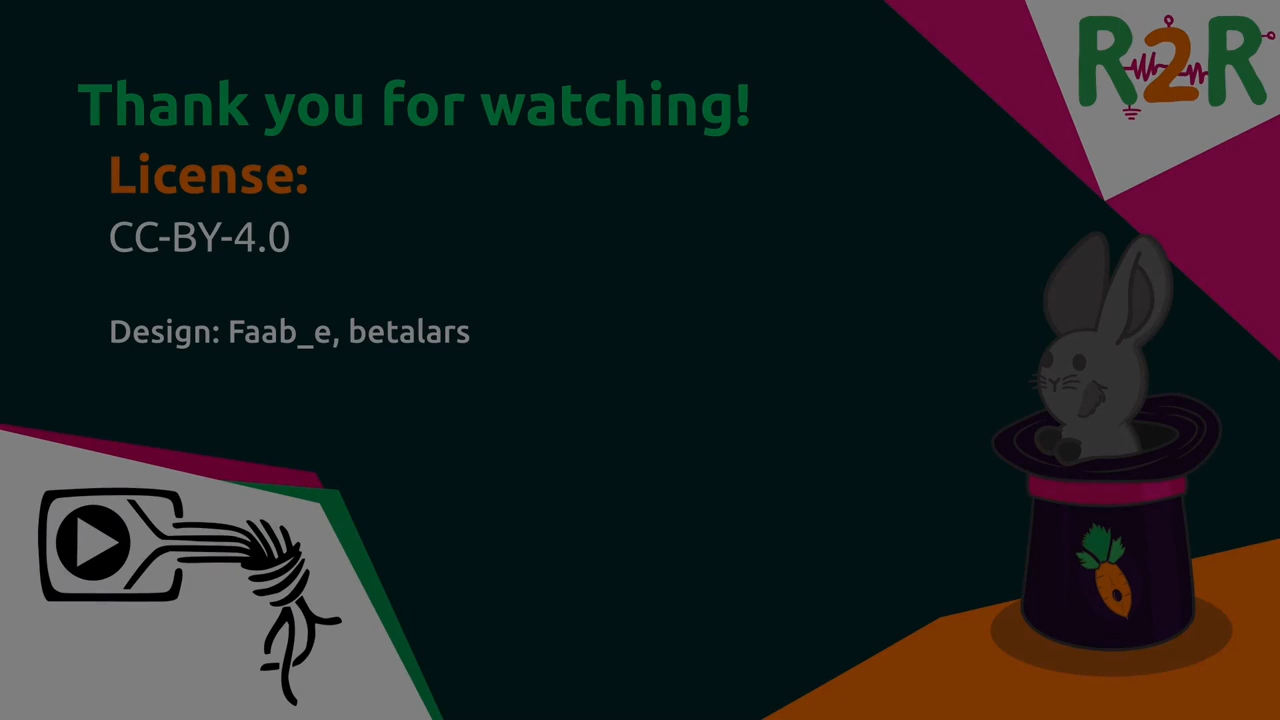 R2R
Thank you for watching!
License:
CC-BY-4.0
Design: Faab_e, betalars